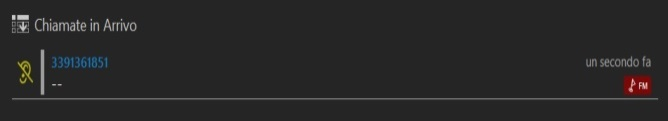 Chiamate in Arrivo
3391361851
un secondo fa
--
FM